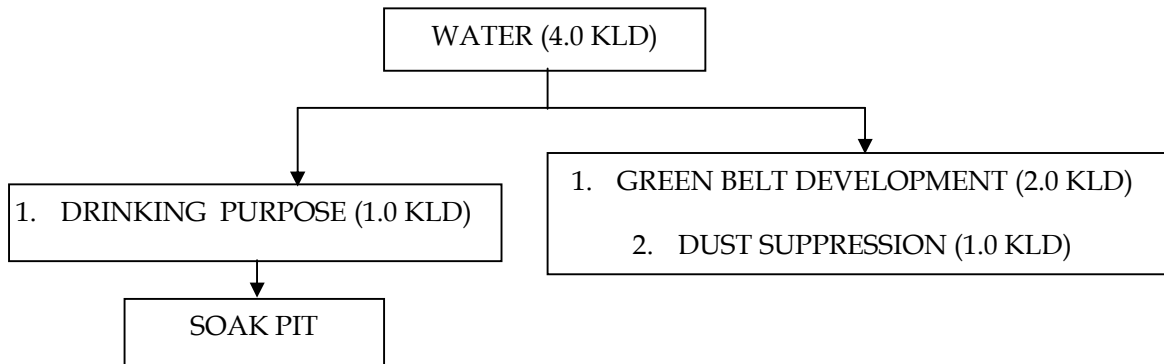 WATER (4.0 KLD)
1. DRINKING PURPOSE (1.0 KLD)
1. GREEN BELT DEVELOPMENT (2.0 KLD)
2. DUST SUPPRESSION (1.0 KLD)
SOAK PIT